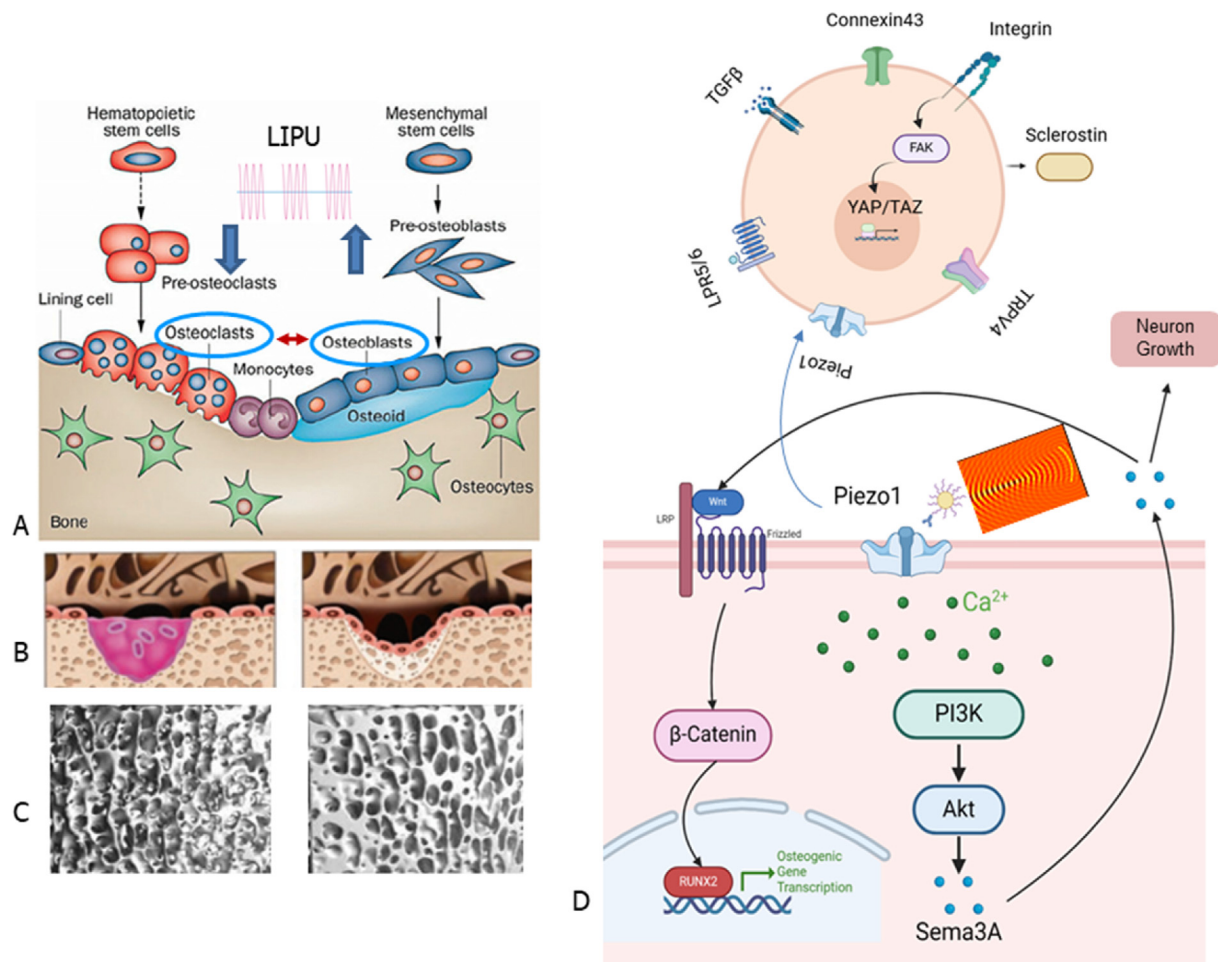 Hematopoietic
stem cells
LIPU
Mesenchymal
stem cells
Pre-osteoblasts
Pre-osteoclasts
Lining cell
Osteoclasts
Osteoblasts
Monocytes
Osteoid
Osteocytes
Bone
A
B
C
Connexin43
Integrin
TGFβ
FAK
Sclerostin
YAP/TAZ
LPR5/6
TRPV4
Piezo1
Neuron
Growth
Piezo1
Wnt
LRP
Frizzled
Ca²⁺
PI3K
β-Catenin
Akt
Osteogenic
Gene
Transcription
RUNX2
Sema3A
D